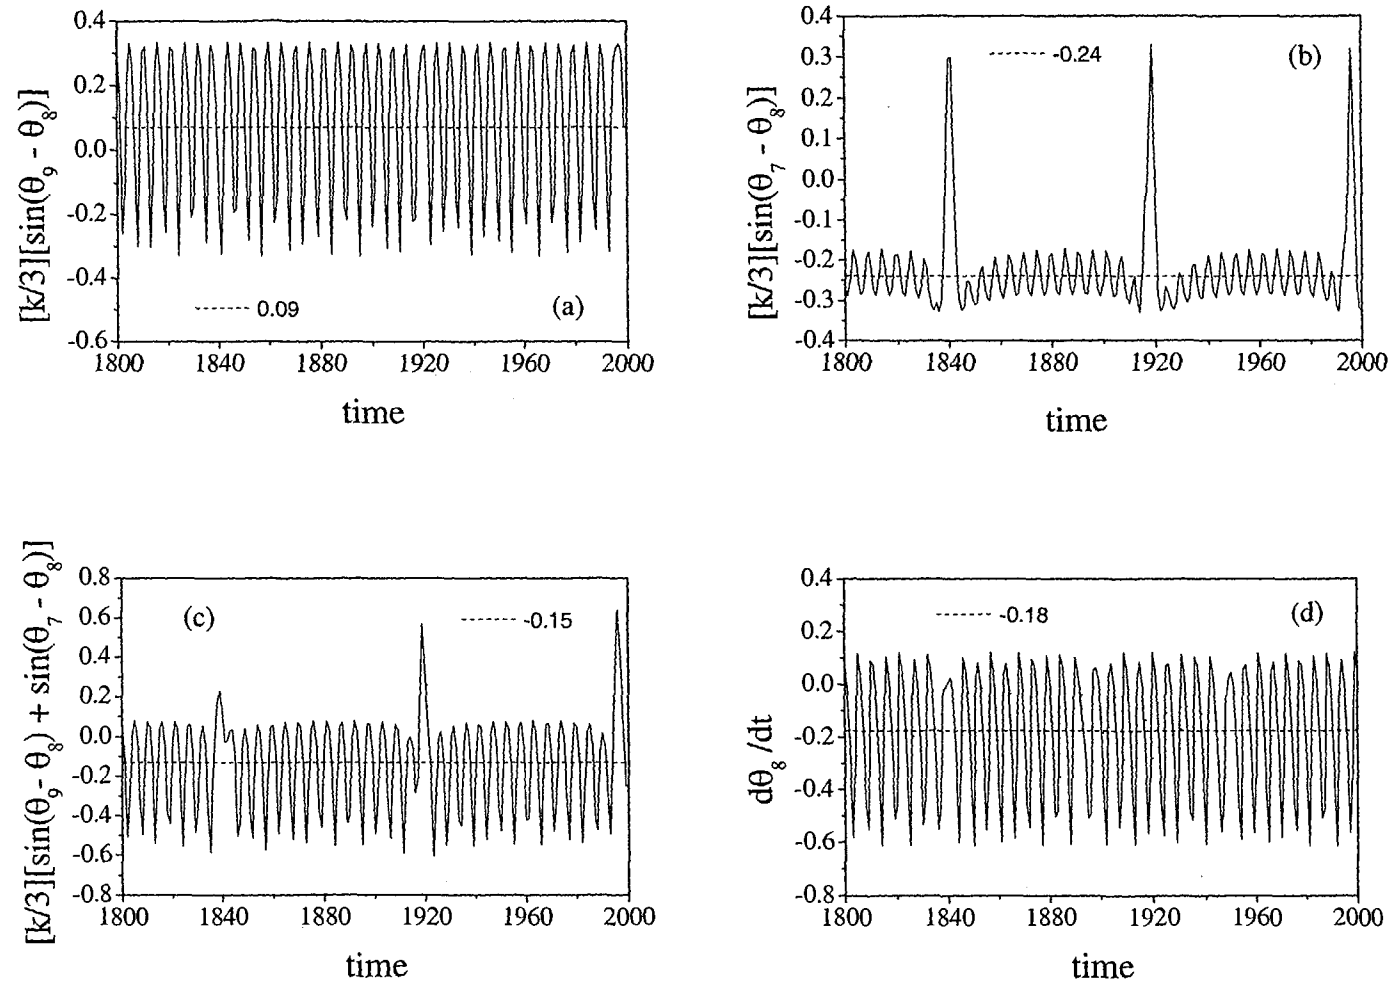 [k/3][sin(θ9 - θ8)]
0.4
0.2
0.0
-0.2
-0.4
-0.6
0.09
(a)
1800 1840 1880 1920 1960 2000
time
[k/3][sin(θ7 - θ8)]
0.4
0.3
0.2
0.1
0.0
-0.1
-0.2
-0.3
-0.4
-0.24
(b)
1800 1840 1880 1920 1960 2000
time
[k/3][sin(θ9 - θ8) + sin(θ7 - θ8)]
0.8
0.6
0.4
0.2
0.0
-0.2
-0.4
-0.6
-0.8
(c)
-0.15
1800 1840 1880 1920 1960 2000
time
dθ8 /dt
0.4
0.2
0.0
-0.2
-0.4
-0.6
-0.8
-0.18
(d)
1800 1840 1880 1920 1960 2000
time